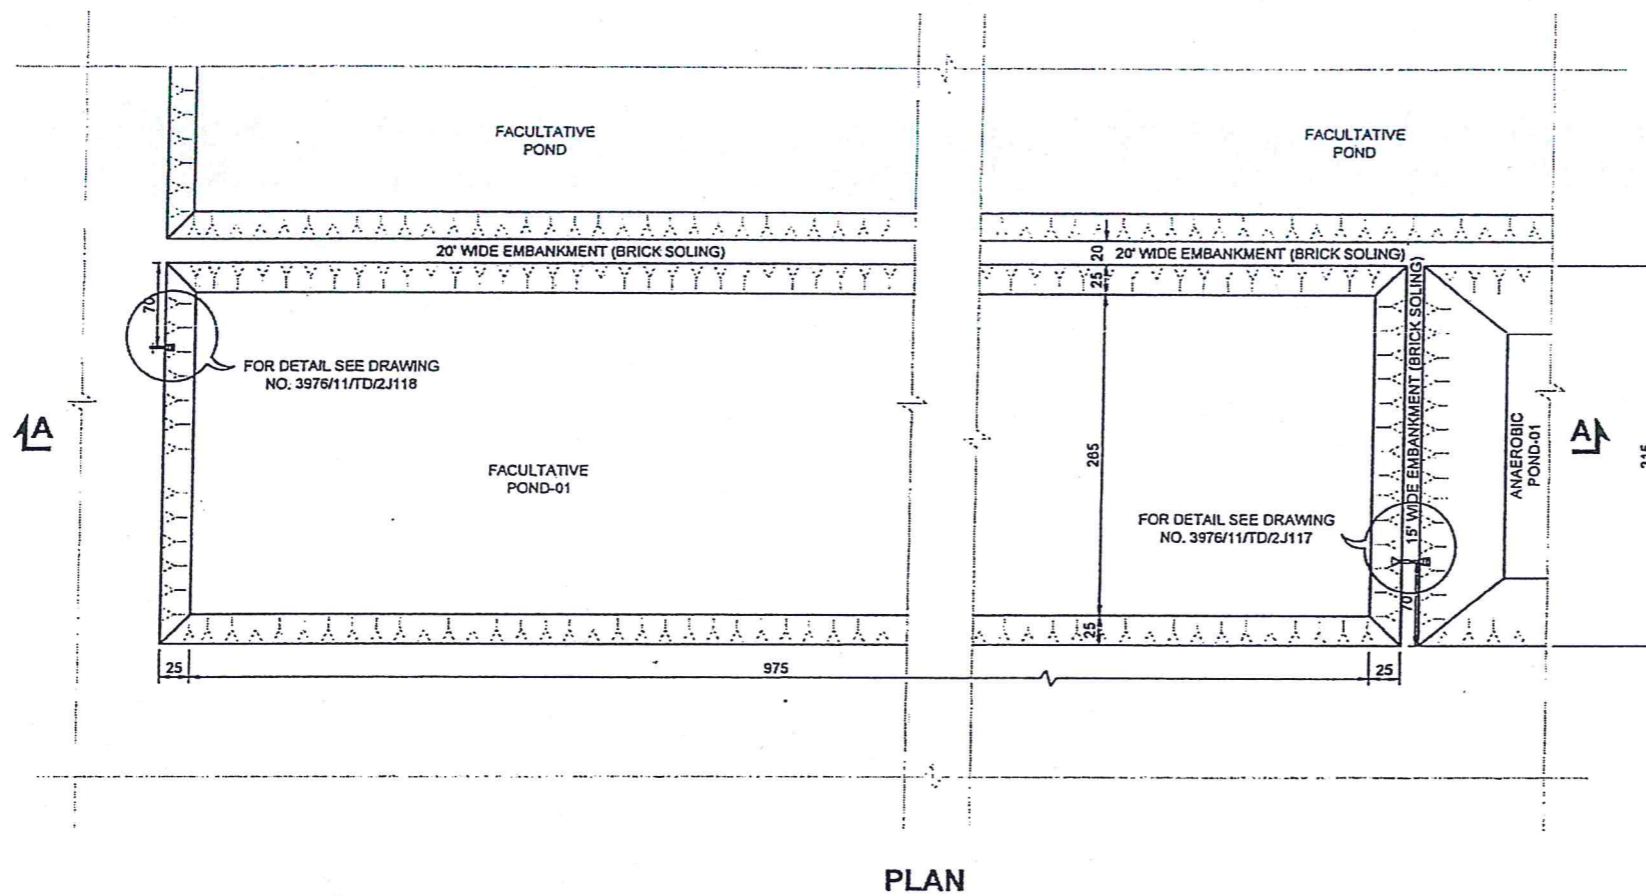 FACULTATIVE
POND
FACULTATIVE
POND
20' WIDE EMBANKMENT (BRICK SOLING)
20
20' WIDE EMBANKMENT (BRICK SOLING)
25
70'
FOR DETAIL SEE DRAWING
NO. 3976/11/TD/2J118
15' WIDE EMBANKMENT (BRICK SOLING)
A
A
265
315
FACULTATIVE
POND-01
ANAEROBIC
POND-01
FOR DETAIL SEE DRAWING
NO. 3976/11/TD/2J117
70'
25
25
975
25
PLAN